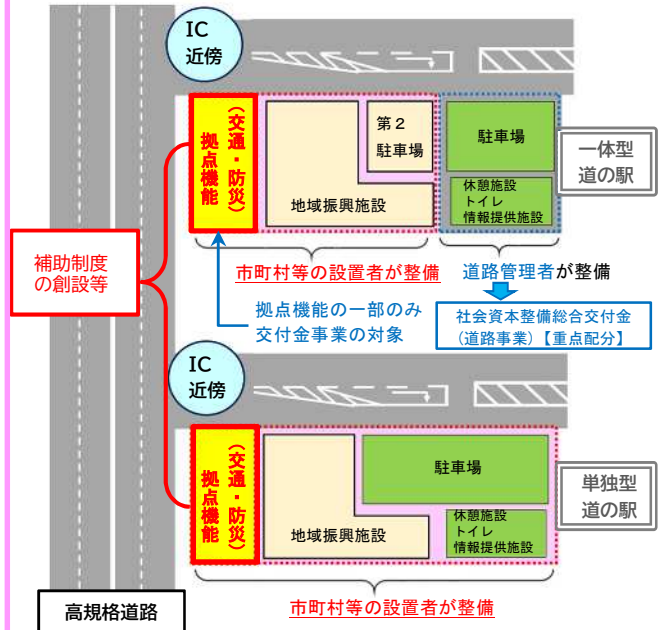 IC
近傍
拠点機能
（交通・防災）
地域振興施設
第２
駐車場
駐車場
休憩施設
トイレ
情報提供施設
一体型
道の駅
補助制度
の創設等
市町村等の設置者が整備
道路管理者が整備
拠点機能の一部のみ
交付金事業の対象
社会資本整備総合交付金
(道路事業)【重点配分】
IC
近傍
拠点機能
（交通・防災）
地域振興施設
駐車場
休憩施設
トイレ
情報提供施設
単独型
道の駅
市町村等の設置者が整備
高規格道路